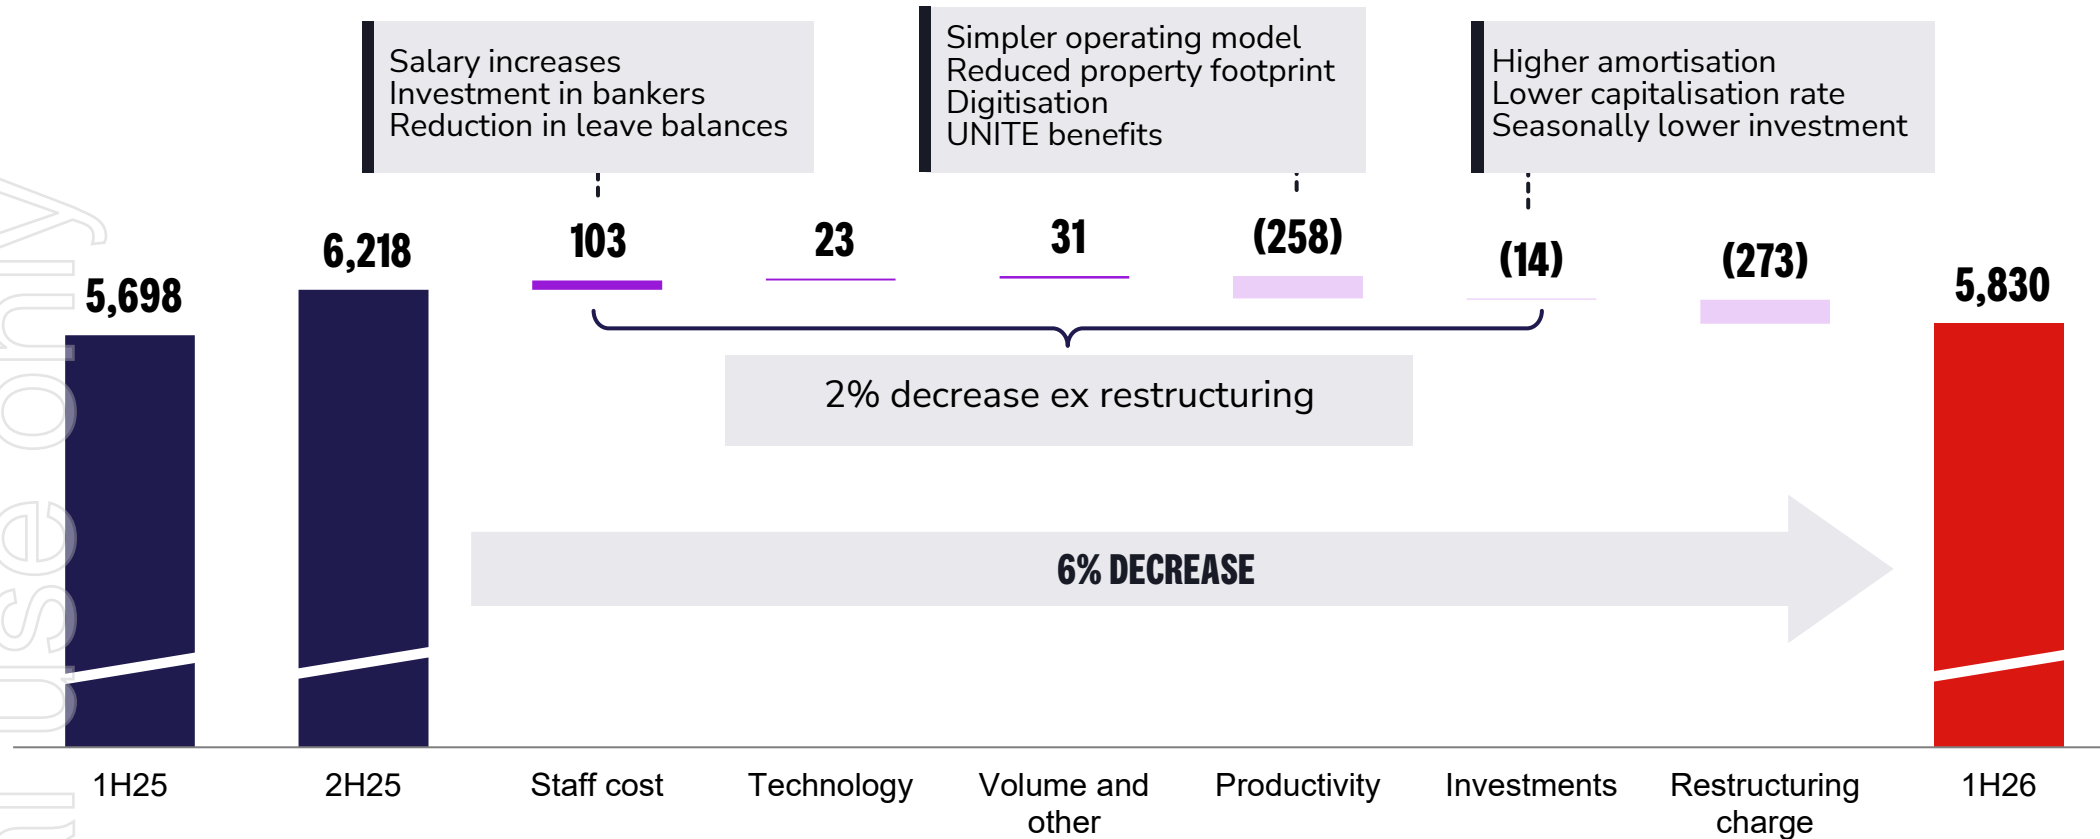 Salary increases
Investment in bankers
Reduction in leave balances
Simpler operating model
Reduced property footprint
Digitisation
UNITE benefits
Higher amortisation
Lower capitalisation rate
Seasonally lower investment
5,698
6,218
103
23
31
(258)
(14)
(273)
5,830
2% decrease ex restructuring
6% DECREASE
1H25
2H25
Staff cost
Technology
Volume and
other
Productivity
Investments
Restructuring
charge
1H26
use only